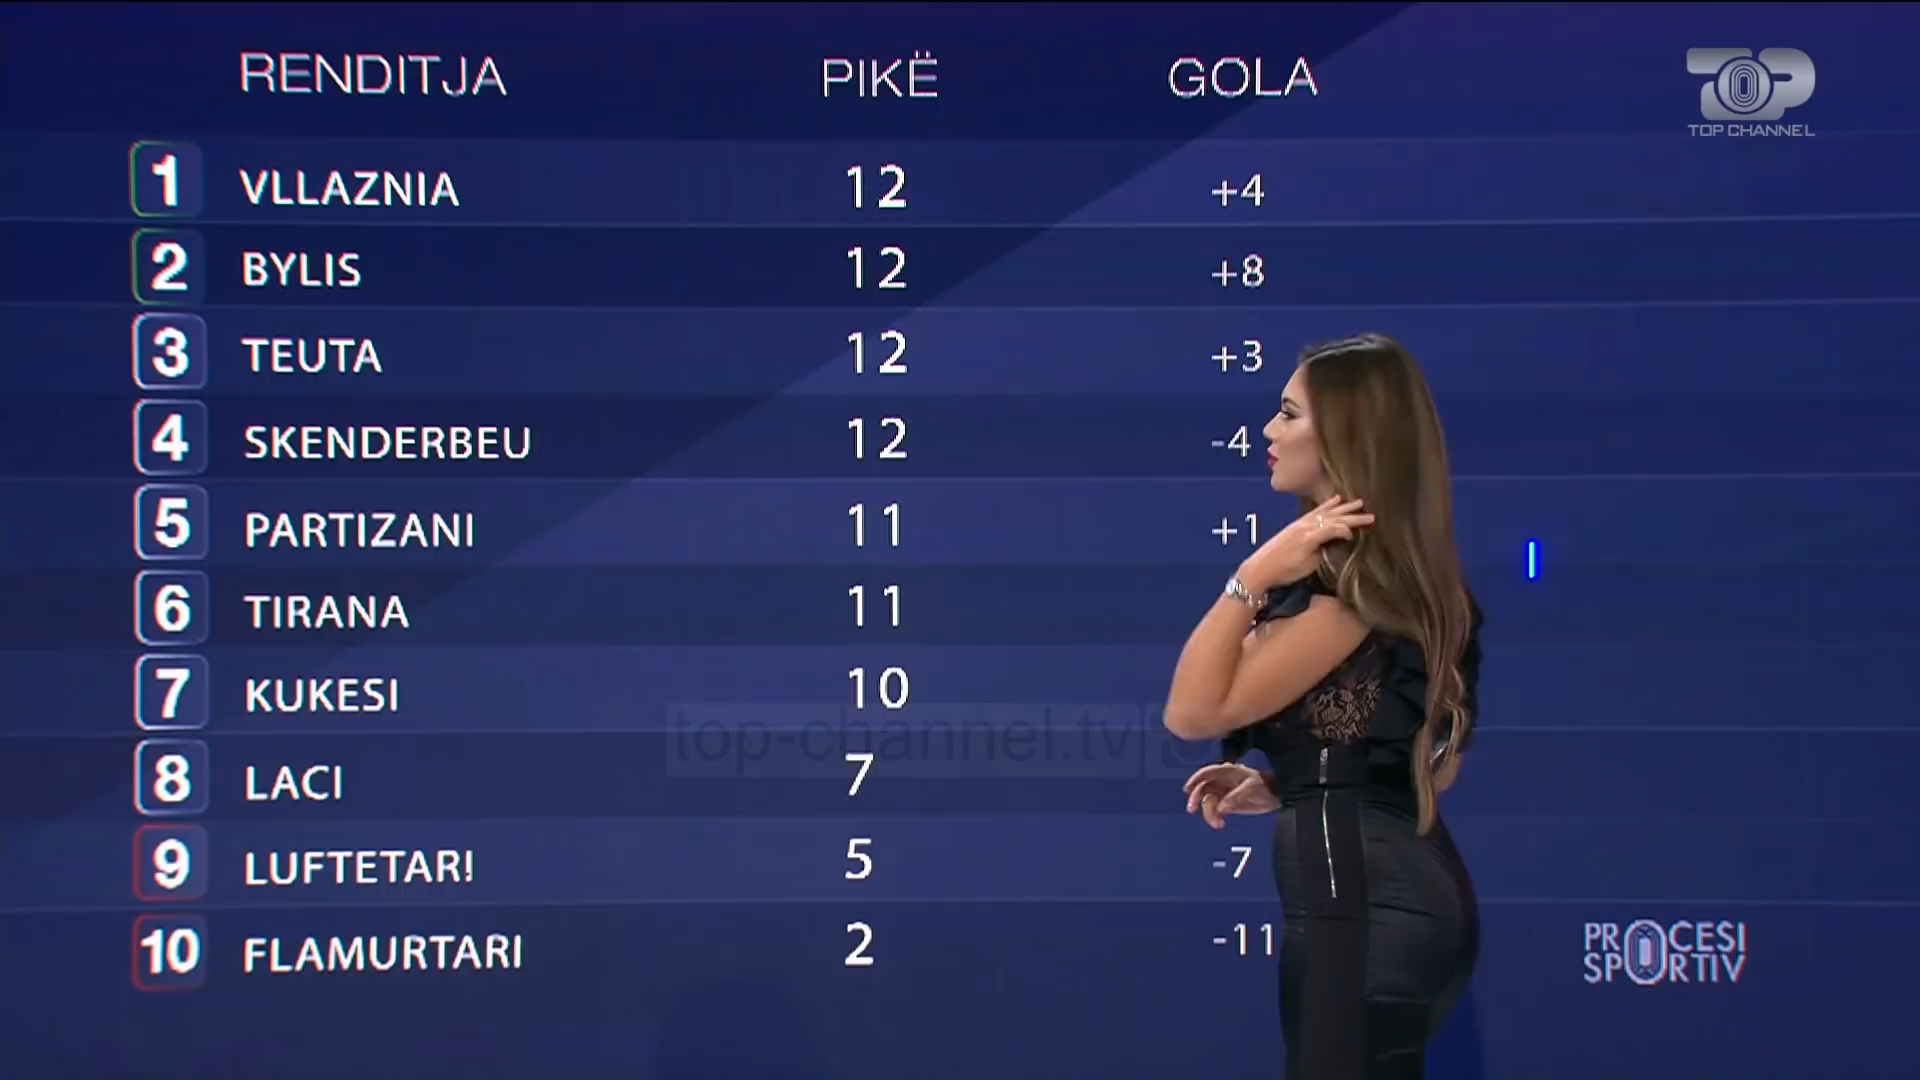 RENDITJA PIKË GOLA
TOP CHANNEL
1 VLLAZNIA 12 +4
2 BYLIS 12 +8
3 TEUTA 12 +3
4 SKENDERBEU 12 -4
5 PARTIZANI 11 +1
6 TIRANA 11
7 KUKESI 10
top-channel.tv
8 LACI 7
9 LUFTETARI 5 -7
10 FLAMURTARI 2 -11
PROCESI
SPORTIV